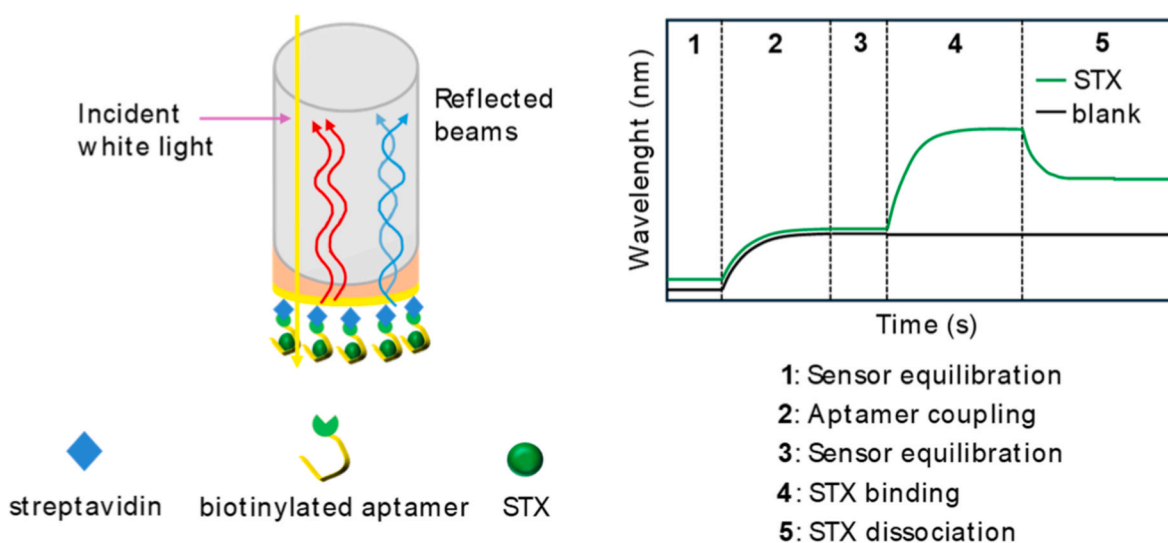 Incident
white light
Reflected
beams
streptavidin
biotinylated aptamer
STX
Wavelenght (nm)
1
2
3
4
5
STX
blank
Time (s)
1: Sensor equilibration
2: Aptamer coupling
3: Sensor equilibration
4: STX binding
5: STX dissociation